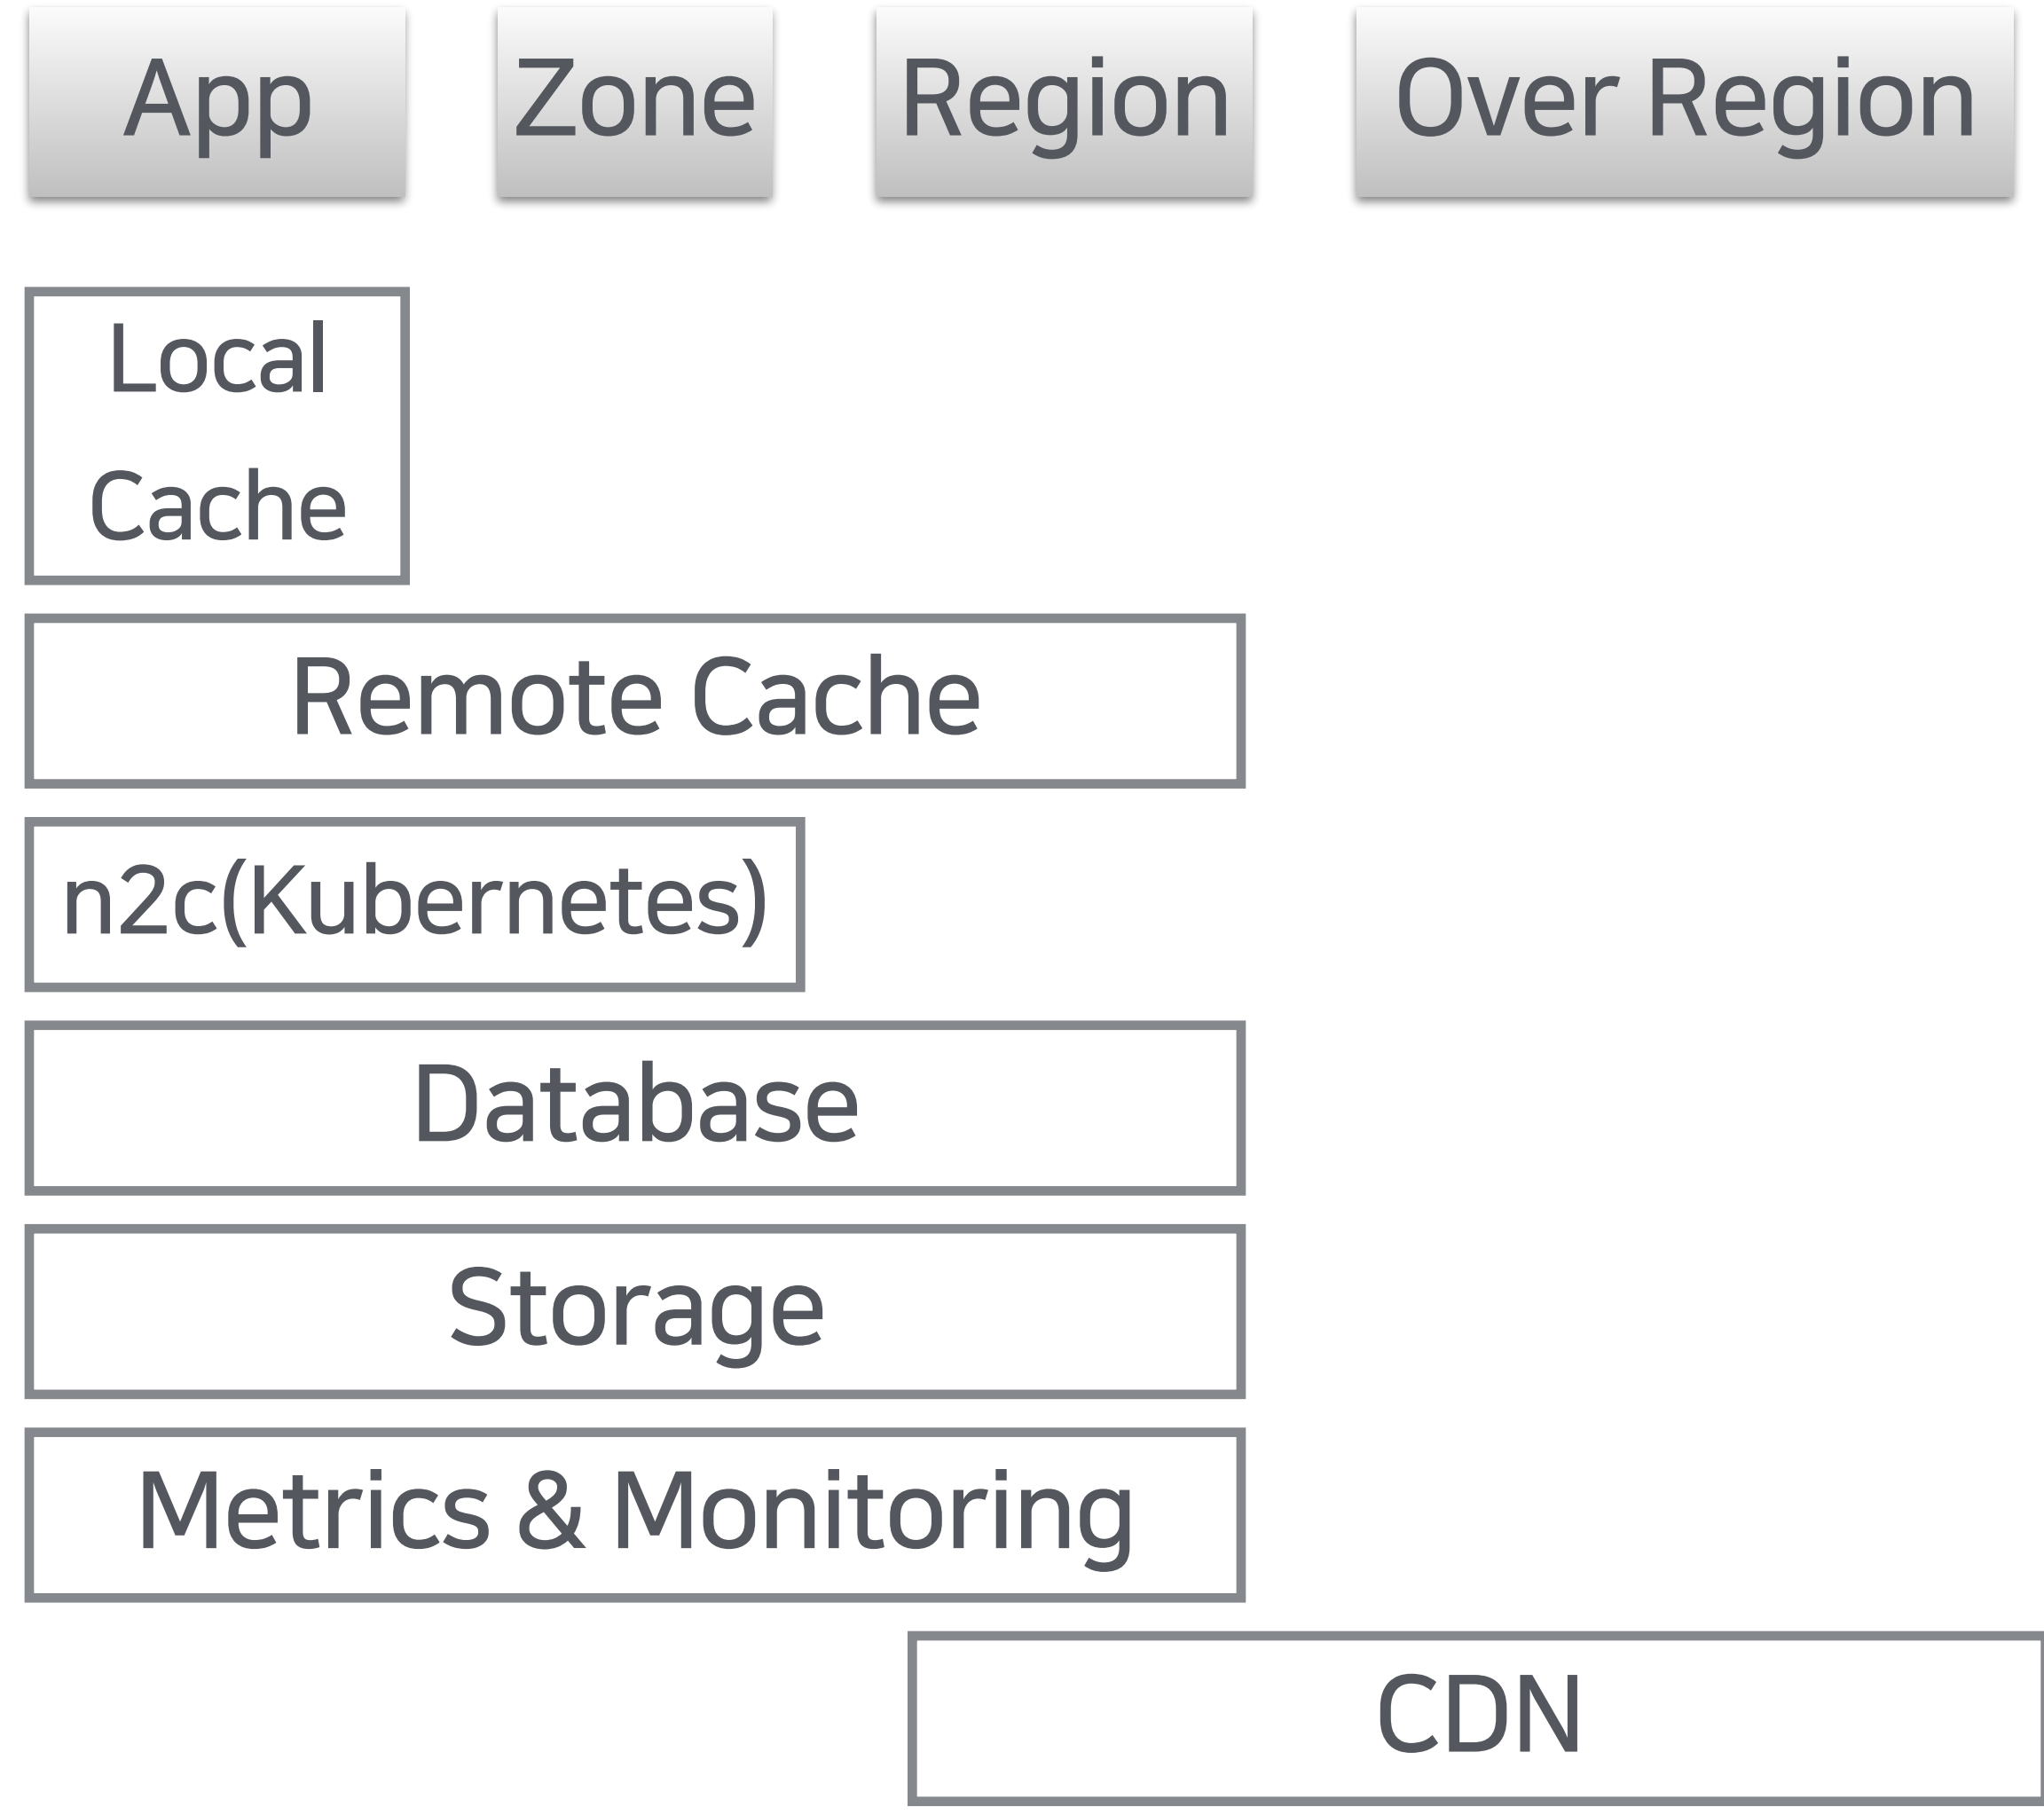 App
Zone
Region
Over Region
Local
Cache
Remote Cache
n2c(Kubernetes)
Database
Storage
Metrics & Monitoring
CDN